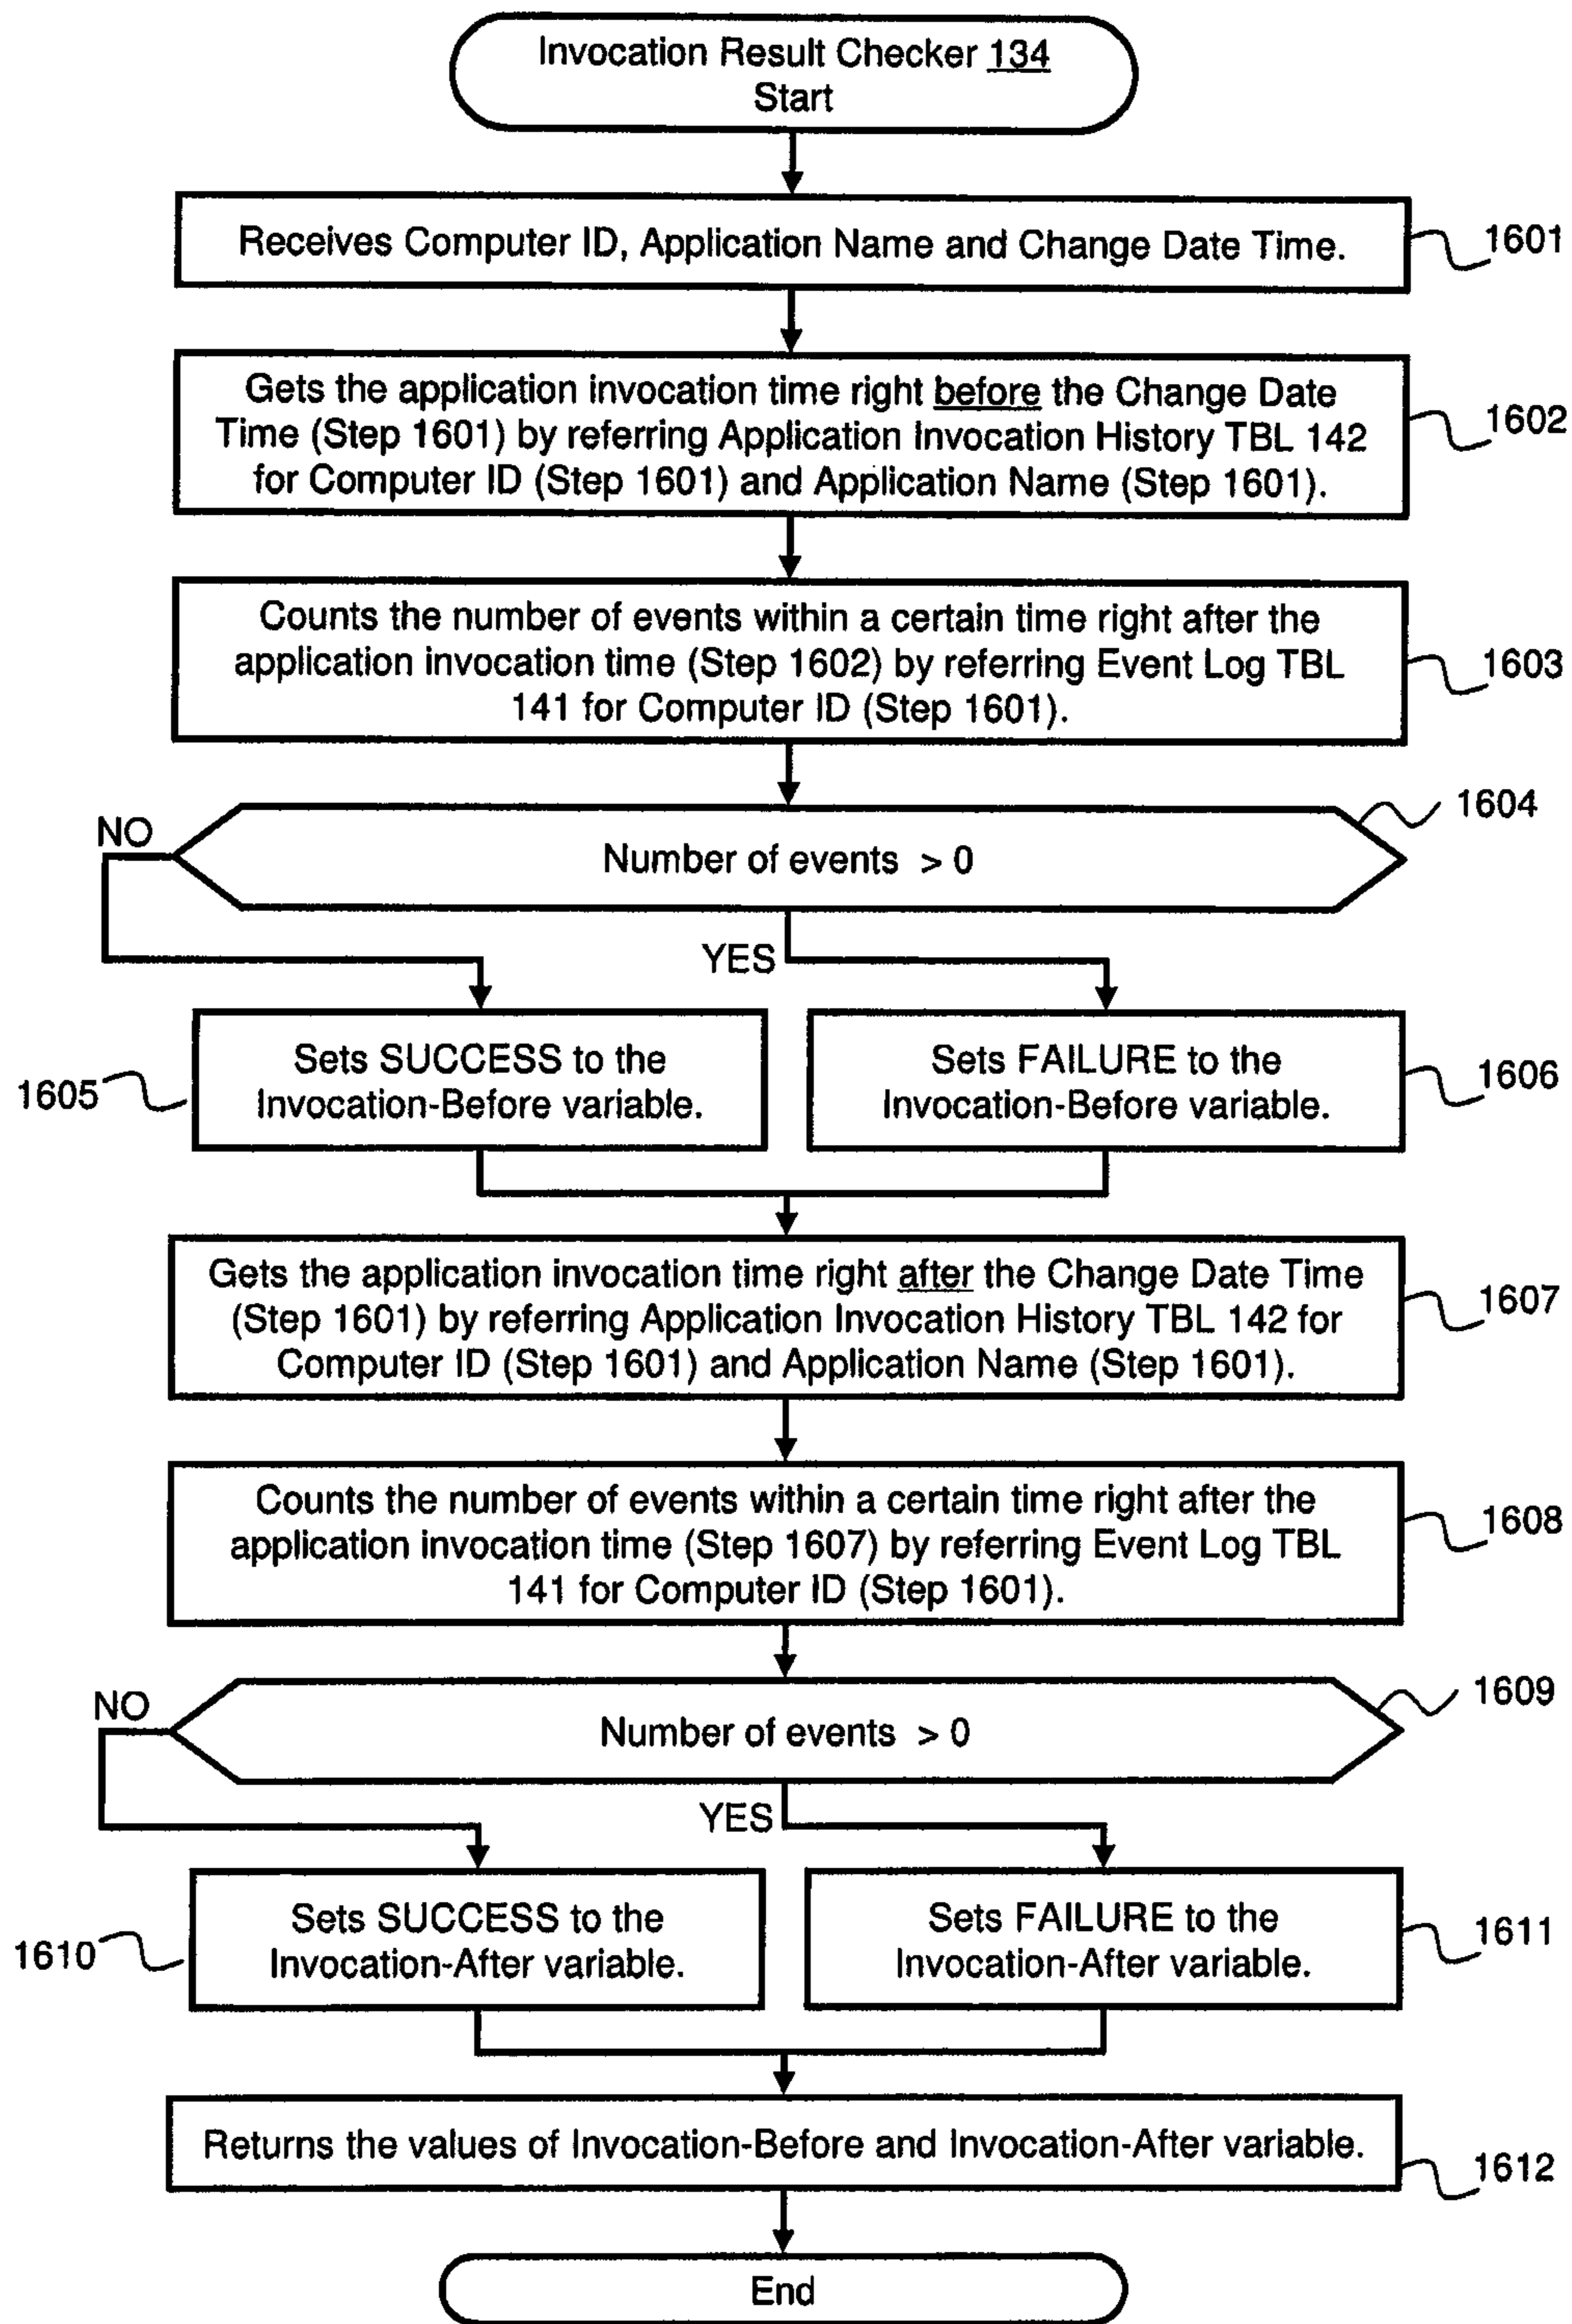 Invocation Result Checker 134
Start
Receives Computer ID, Application Name and Change Date Time.
1601
Gets the application invocation time right before the Change Date
Time (Step 1601) by referring Application Invocation History TBL 142
for Computer ID (Step 1601) and Application Name (Step 1601).
1602
Counts the number of events within a certain time right after the
application invocation time (Step 1602) by referring Event Log TBL
141 for Computer ID (Step 1601).
1603
1604
NO
Number of events > 0
YES
Sets SUCCESS to the
Invocation-Before variable.
1605
Sets FAILURE to the
Invocation-Before variable.
1606
Gets the application invocation time right after the Change Date Time
(Step 1601) by referring Application Invocation History TBL 142 for
Computer ID (Step 1601) and Application Name (Step 1601).
1607
Counts the number of events within a certain time right after the
application invocation time (Step 1607) by referring Event Log TBL
141 for Computer ID (Step 1601).
1608
1609
NO
Number of events > 0
YES
Sets SUCCESS to the
Invocation-After variable.
1610
Sets FAILURE to the
Invocation-After variable.
1611
Returns the values of Invocation-Before and Invocation-After variable.
1612
End